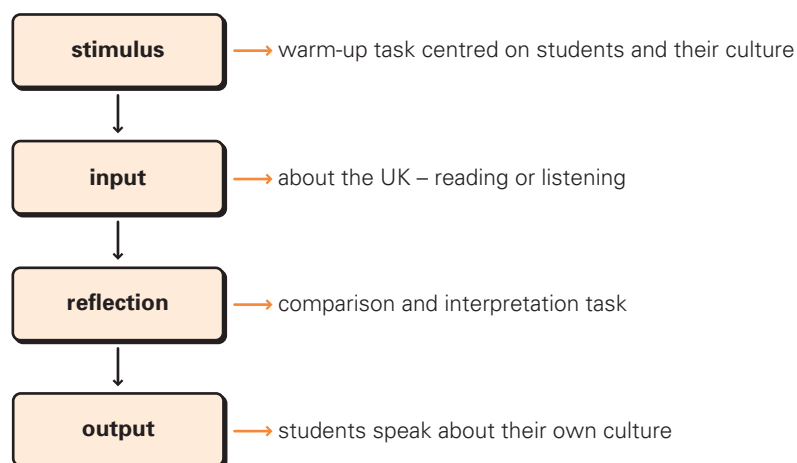 stimulus
warm-up task centred on students and their culture
input
about the UK – reading or listening
reflection
comparison and interpretation task
output
students speak about their own culture